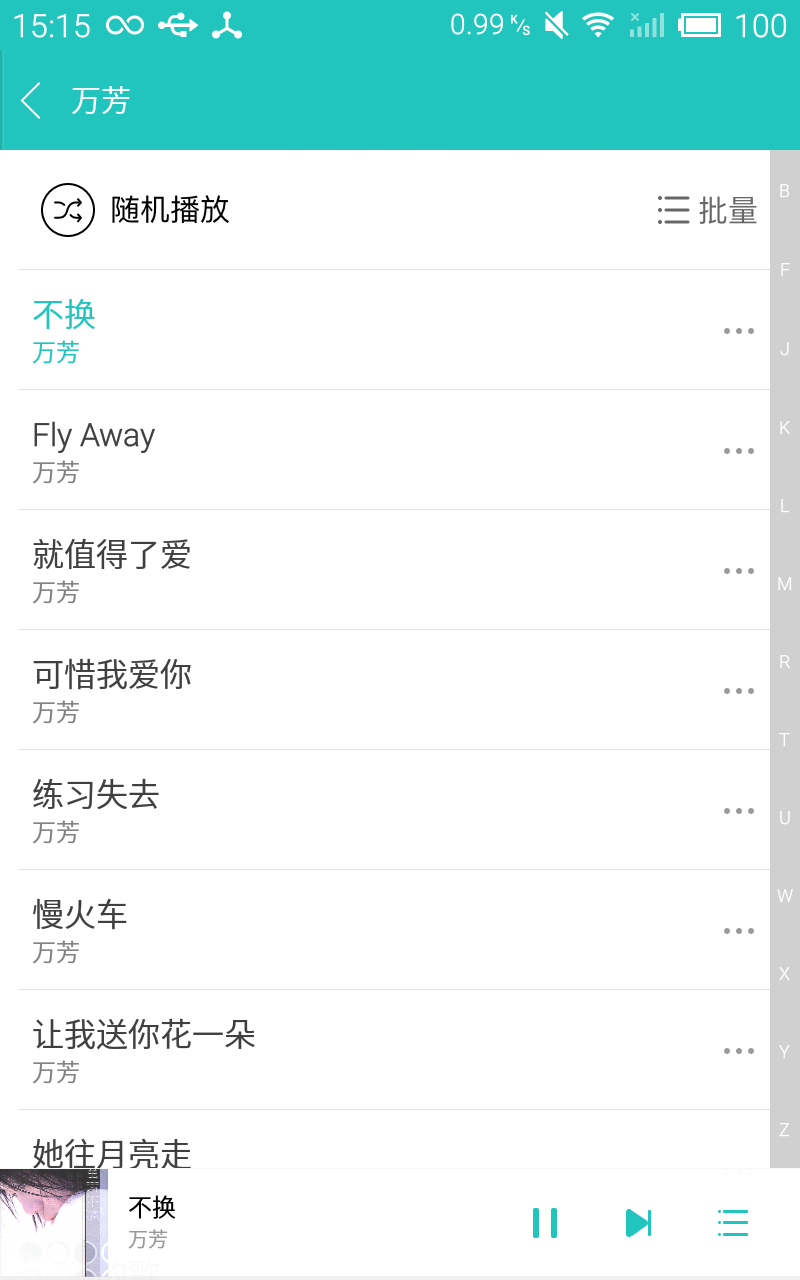 15:15
0.99 K/s
100
万芳
随机播放
批量
不换
万芳
Fly Away
万芳
就值得了爱
万芳
可惜我爱你
万芳
练习失去
万芳
慢火车
万芳
让我送你花一朵
万芳
她往月亮走
B
F
J
K
L
M
R
T
U
W
X
Y
Z
不换
万芳